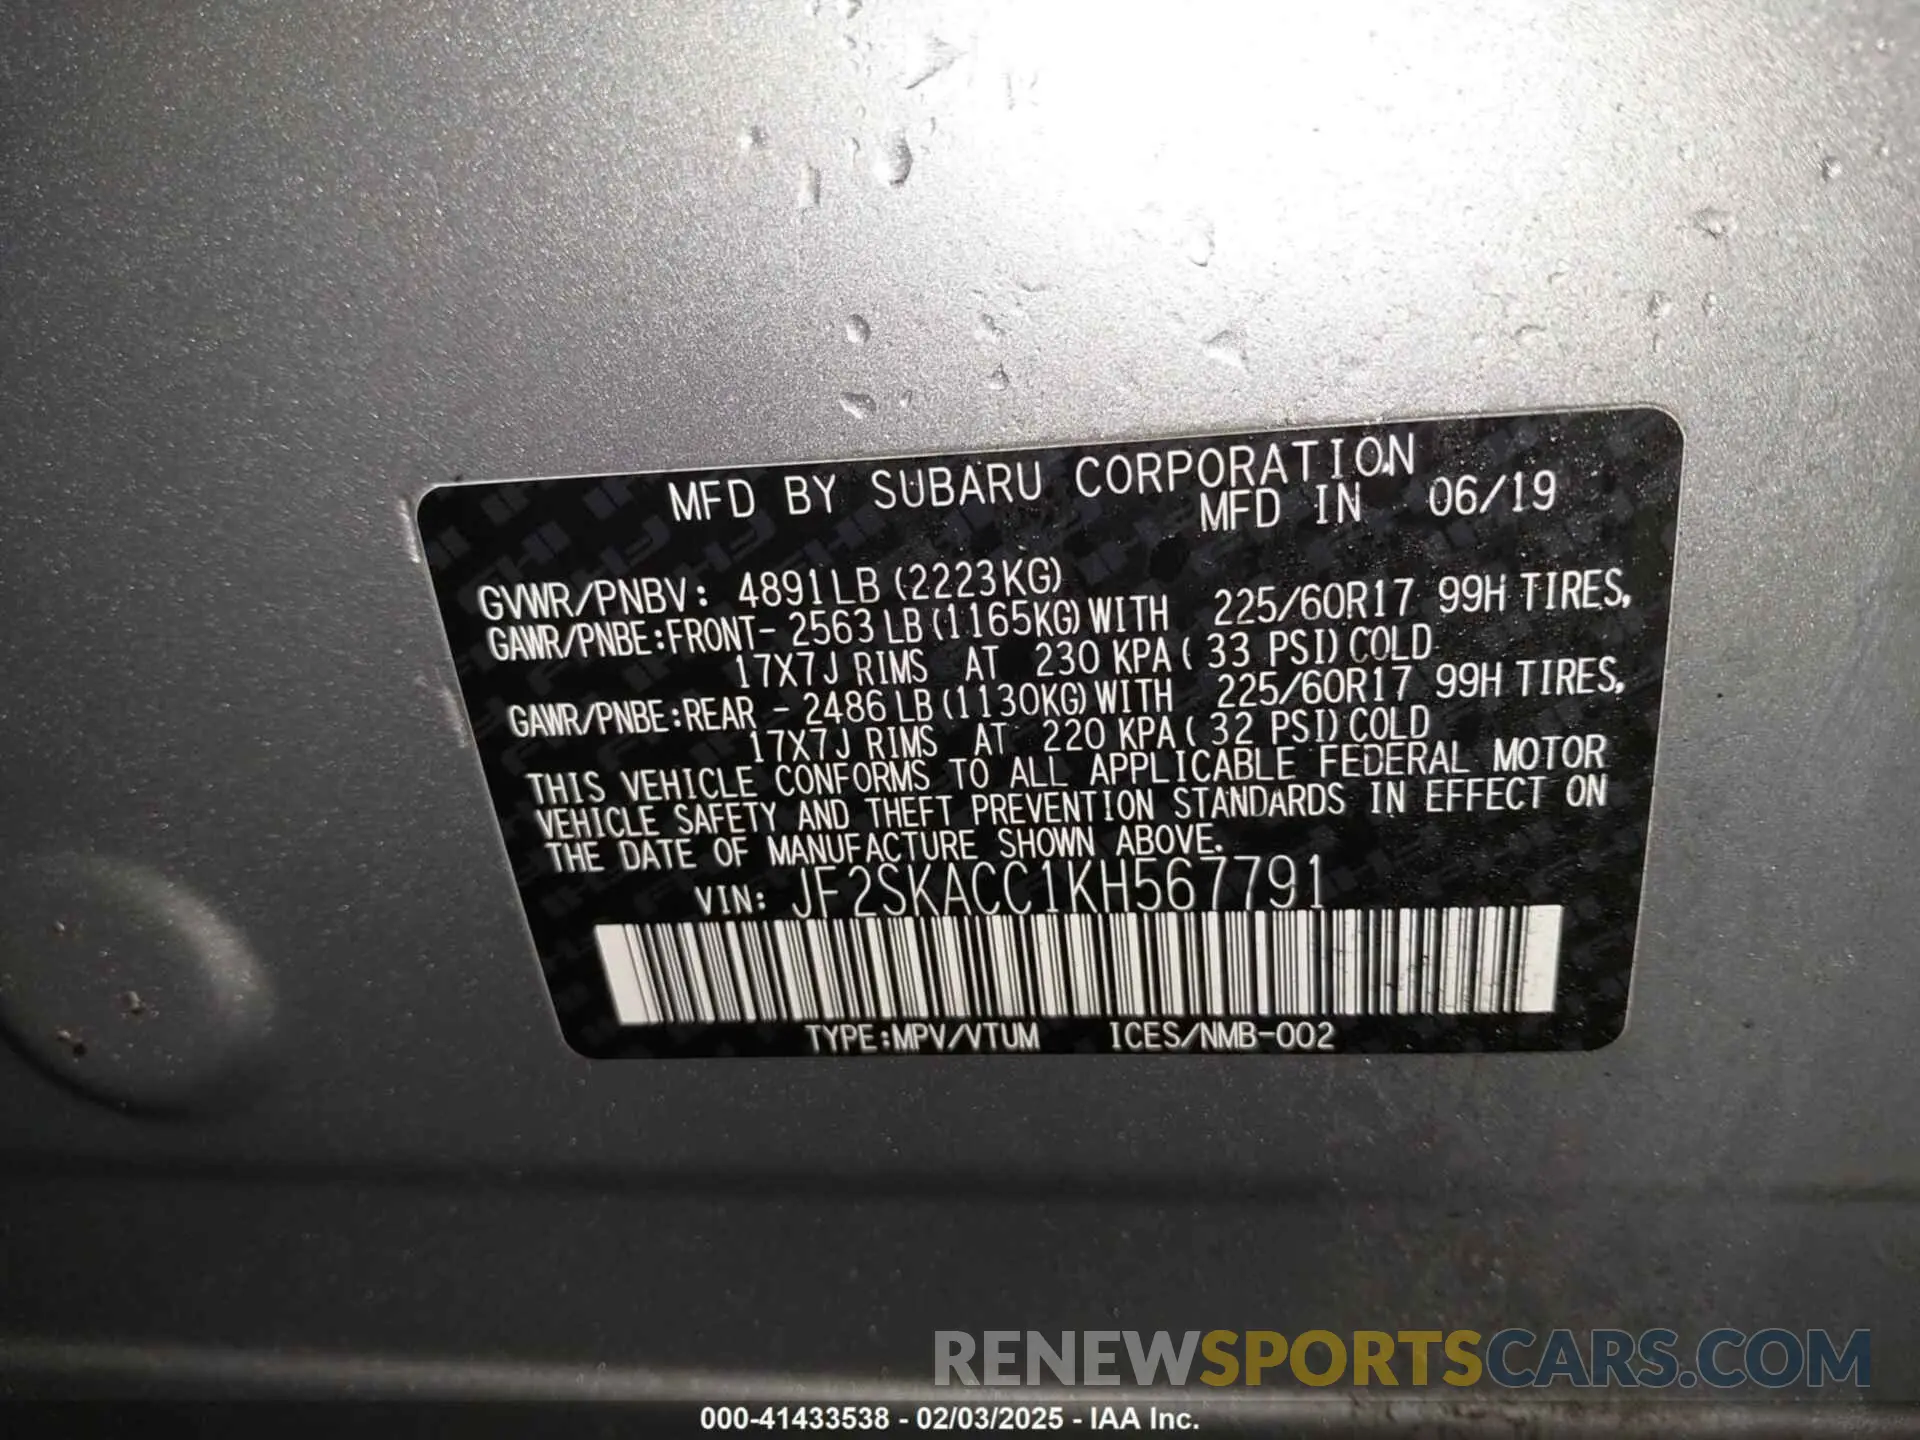 MFD BY SUBARU CORPORATION
MFD IN 06/19
GVWR/PNBV: 4891LB (2223KG)
GAWR/PNBE:FRONT- 2563 LB (1165KG) WITH 225/60R17 99H TIRES,
17X7J RIMS AT 230 KPA ( 33 PSI) COLD
GAWR/PNBE:REAR - 2486 LB (1130KG) WITH 225/60R17 99H TIRES,
17X7J RIMS AT 220 KPA ( 32 PSI) COLD
THIS VEHICLE CONFORMS TO ALL APPLICABLE FEDERAL MOTOR
VEHICLE SAFETY AND THEFT PREVENTION STANDARDS IN EFFECT ON
THE DATE OF MANUFACTURE SHOWN ABOVE.
VIN: JF2SKACC1KH567791
TYPE:MPV/VTUM ICES/NMB-002
RENEWSPORTSCARS.COM
000-41433538 - 02/03/2025 - IAA Inc.